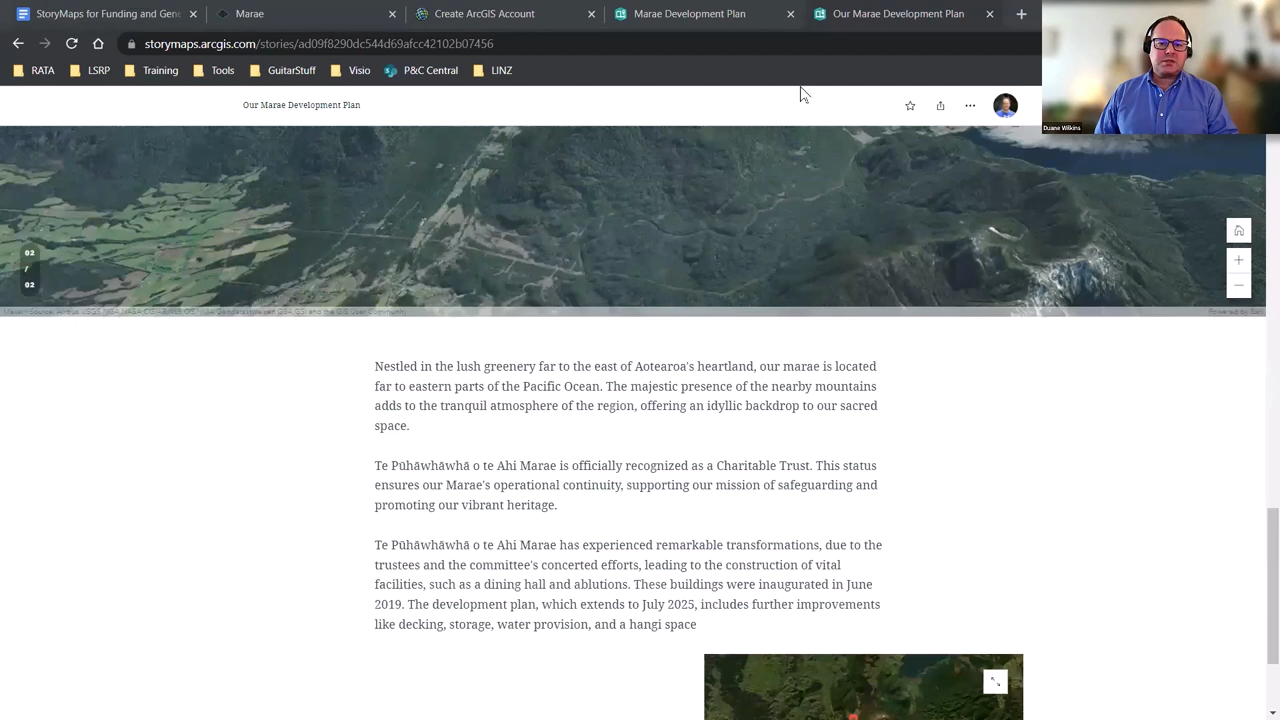 StoryMaps for Funding and Gene
Marae
Create ArcGIS Account
Marae Development Plan
Our Marae Development Plan
storymaps.arcgis.com/stories/ad09f8290dc544d69afcc42102b07456
RATA
LSRP
Training
Tools
GuitarStuff
Visio
P&C Central
LINZ
Duane Wilkins
Our Marae Development Plan
02
/
02
Powered by Esri
Nestled in the lush greenery far to the east of Aotearoa's heartland, our marae is located
far to eastern parts of the Pacific Ocean. The majestic presence of the nearby mountains
adds to the tranquil atmosphere of the region, offering an idyllic backdrop to our sacred
space.
Te Pūhāwhāwhā o te Ahi Marae is officially recognized as a Charitable Trust. This status
ensures our Marae's operational continuity, supporting our mission of safeguarding and
promoting our vibrant heritage.
Te Pūhāwhāwhā o te Ahi Marae has experienced remarkable transformations, due to the
trustees and the committee's concerted efforts, leading to the construction of vital
facilities, such as a dining hall and ablutions. These buildings were inaugurated in June
2019. The development plan, which extends to July 2025, includes further improvements
like decking, storage, water provision, and a hangi space